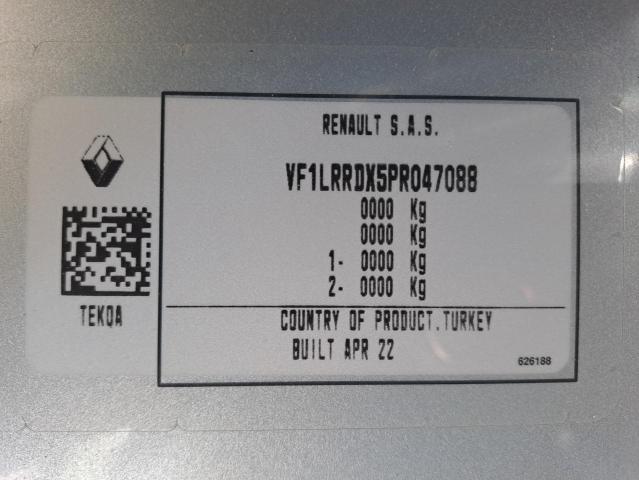 RENAULT S.A.S.
VF1LRRDX5PR047088
0000 Kg
0000 Kg
1- 0000 Kg
2- 0000 Kg
TEKQA
COUNTRY OF PRODUCT.TURKEY
BUILT APR 22
626188